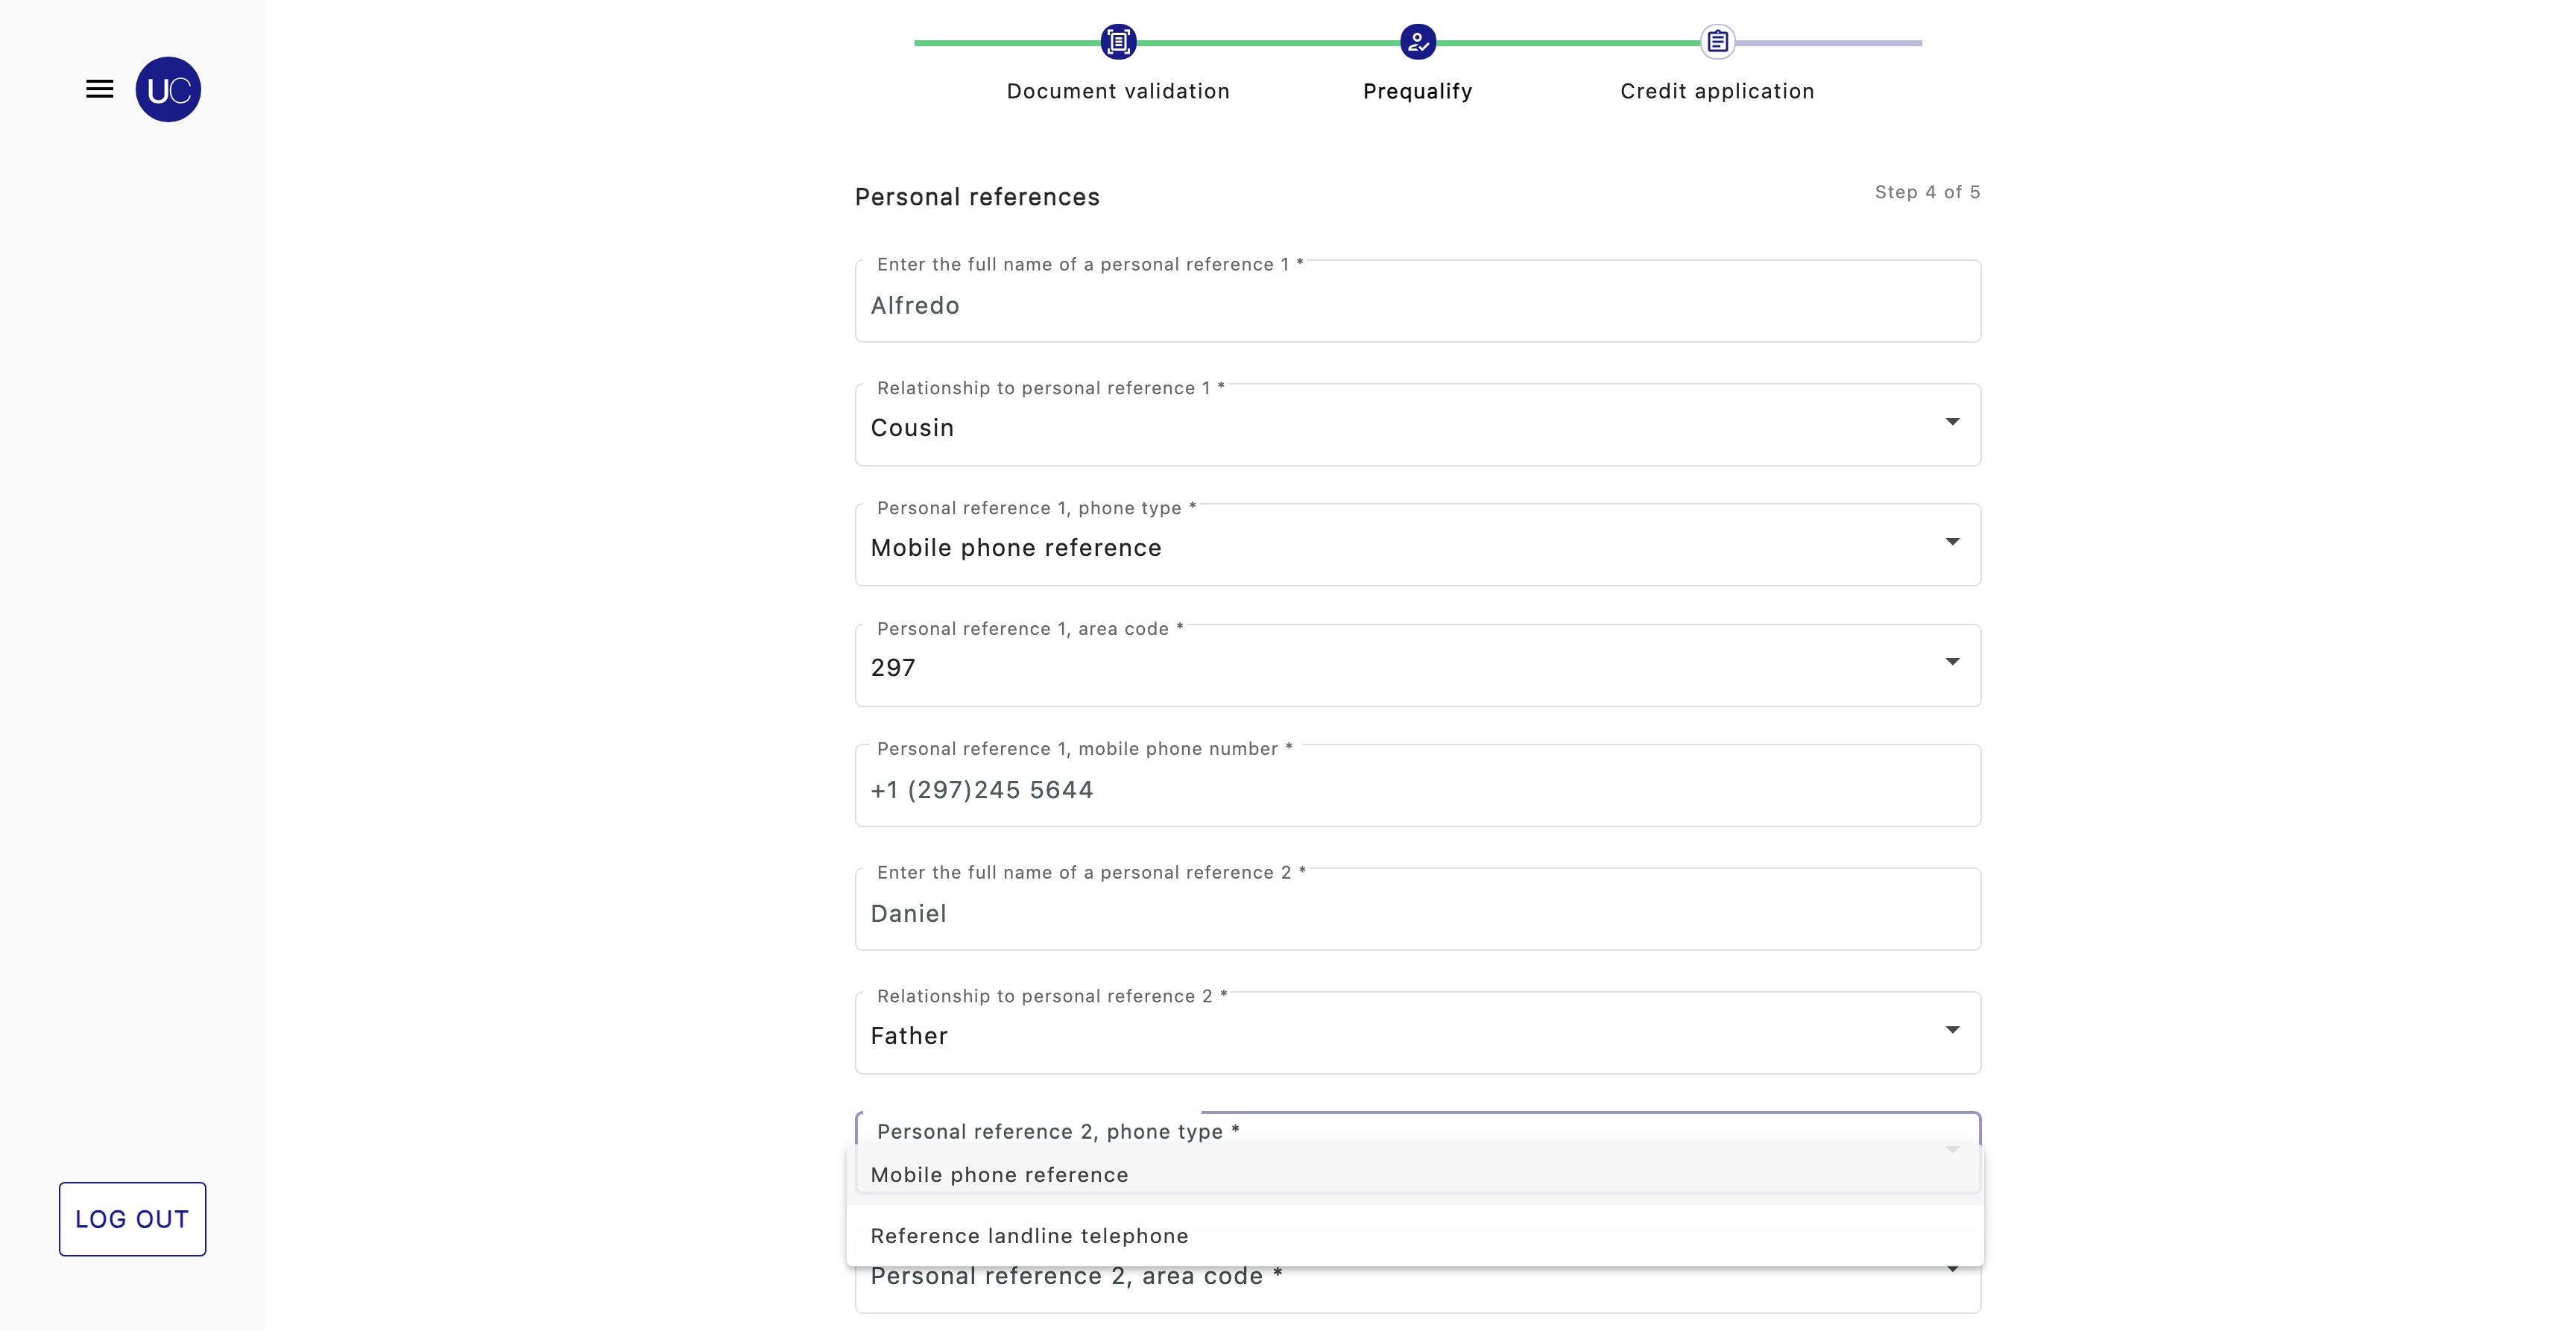 UC
Document validation
Prequalify
Credit application
Personal references
Step 4 of 5
Enter the full name of a personal reference 1 *
Alfredo
Relationship to personal reference 1 *
Cousin
Personal reference 1, phone type *
Mobile phone reference
Personal reference 1, area code *
297
Personal reference 1, mobile phone number *
+1 (297)245 5644
Enter the full name of a personal reference 2 *
Daniel
Relationship to personal reference 2 *
Father
Personal reference 2, phone type *
Mobile phone reference
Reference landline telephone
Personal reference 2, area code *
LOG OUT